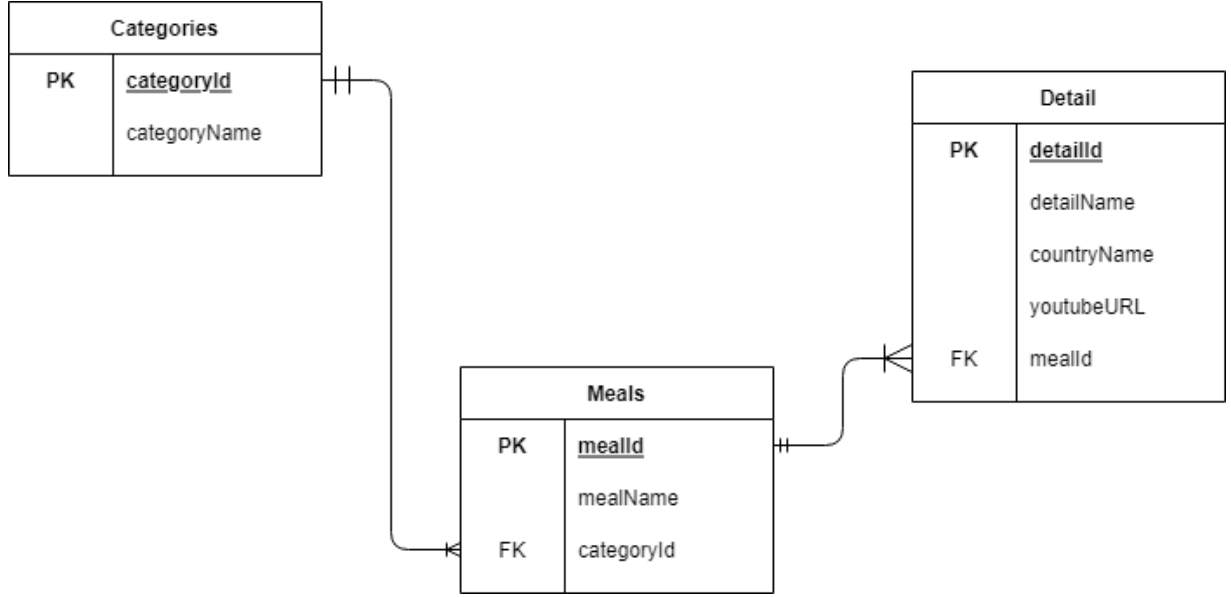 Categories
PK categoryId
categoryName
Detail
PK detailId
detailName
countryName
youtubeURL
FK mealId
Meals
PK mealId
mealName
FK categoryId